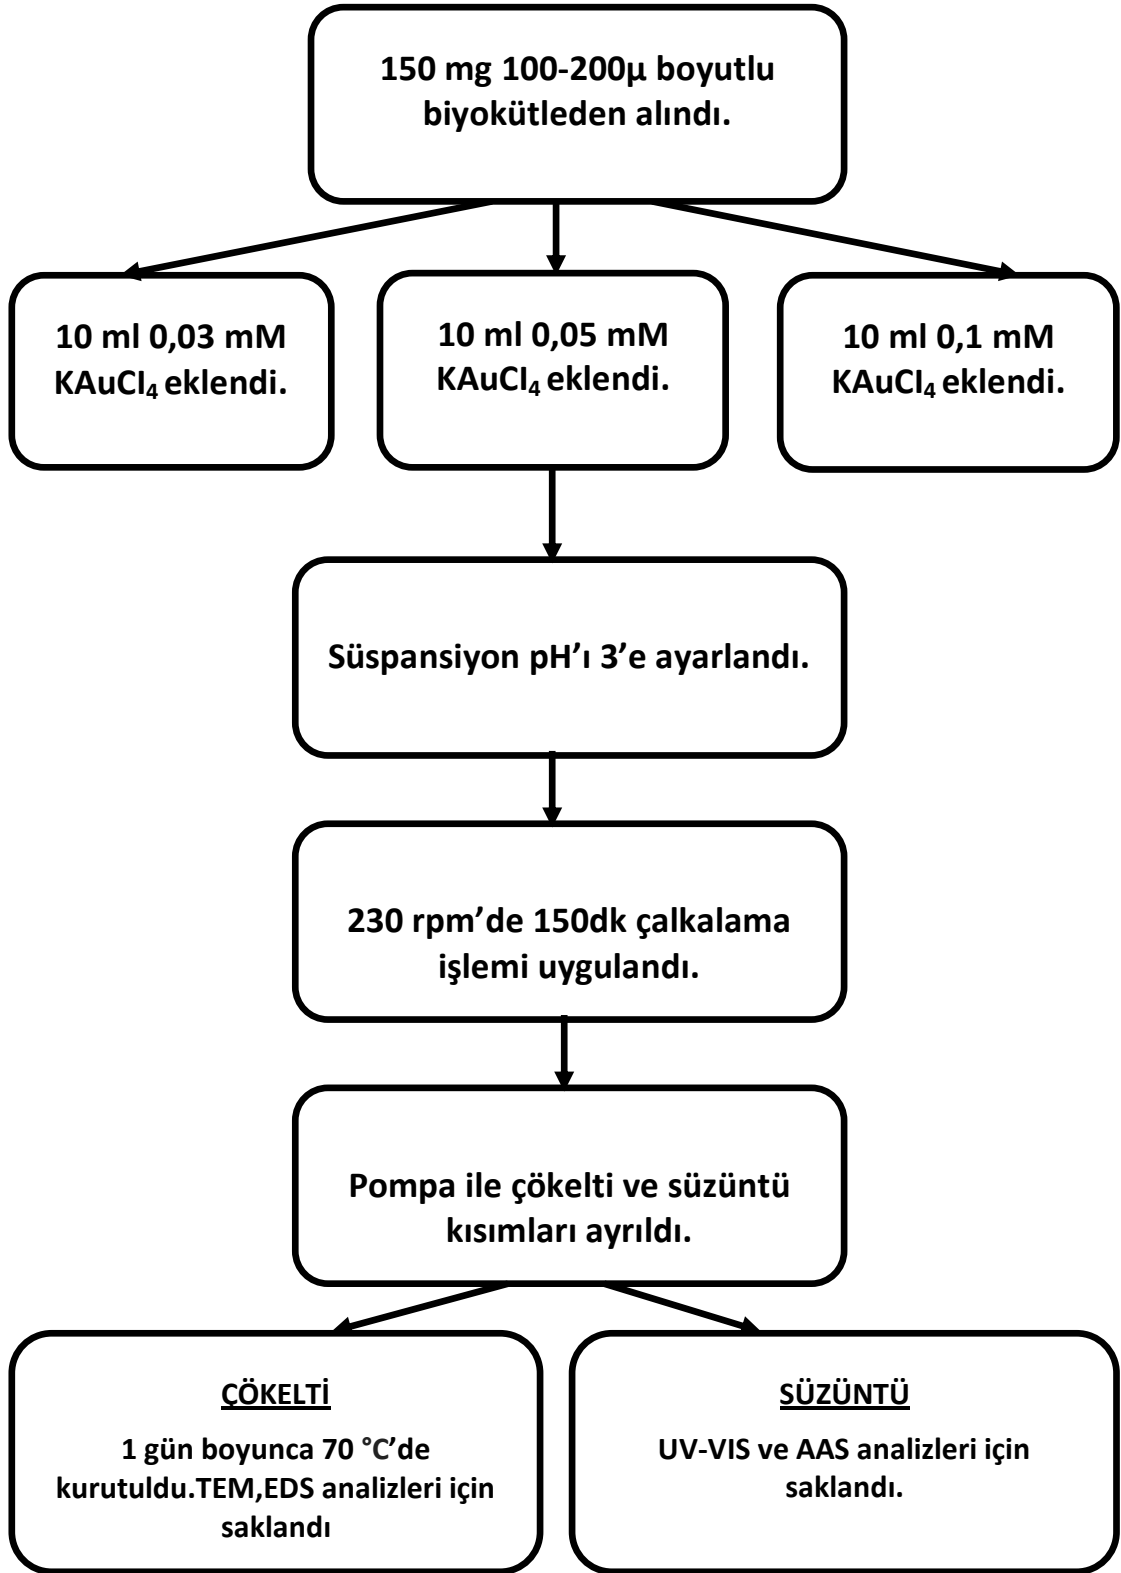 150 mg 100-200µ boyutlu
biyokütleden alındı.
10 ml 0,03 mM
KAuCI₄ eklendi.
10 ml 0,05 mM
KAuCI₄ eklendi.
10 ml 0,1 mM
KAuCI₄ eklendi.
Süspansiyon pH’ı 3’e ayarlandı.
230 rpm’de 150dk çalkalama
işlemi uygulandı.
Pompa ile çökelti ve süzüntü
kısımları ayrıldı.
ÇÖKELTİ
1 gün boyunca 70 °C’de
kurutuldu.TEM,EDS analizleri için
saklandı
SÜZÜNTÜ
UV-VIS ve AAS analizleri için
saklandı.